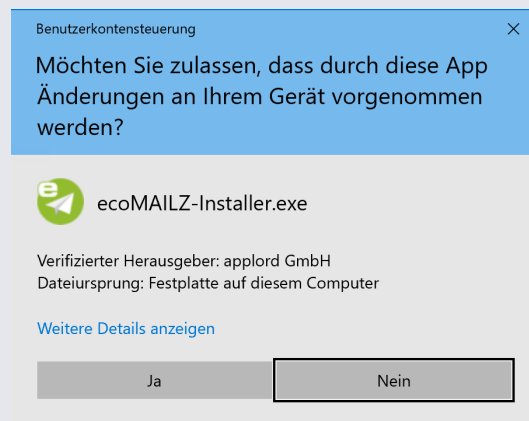 Benutzerkontensteuerung
Möchten Sie zulassen, dass durch diese App
Änderungen an Ihrem Gerät vorgenommen
werden?
e
ecoMAILZ-Installer.exe
Verifizierter Herausgeber: applord GmbH
Dateiursprung: Festplatte auf diesem Computer
Weitere Details anzeigen
Ja
Nein